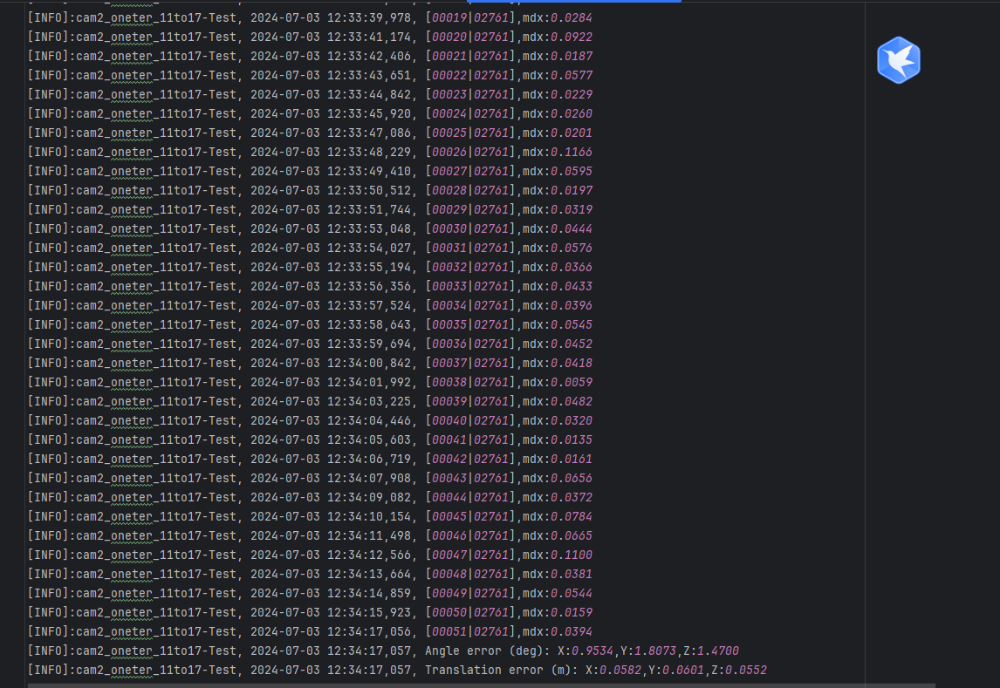 [INFO]:cam2_oneter_11to17-Test, 2024-07-03 12:33:39,978, [00019|02761],mdx:0.0284
[INFO]:cam2_oneter_11to17-Test, 2024-07-03 12:33:41,174, [00020|02761],mdx:0.0922
[INFO]:cam2_oneter_11to17-Test, 2024-07-03 12:33:42,406, [00021|02761],mdx:0.0187
[INFO]:cam2_oneter_11to17-Test, 2024-07-03 12:33:43,651, [00022|02761],mdx:0.0577
[INFO]:cam2_oneter_11to17-Test, 2024-07-03 12:33:44,842, [00023|02761],mdx:0.0229
[INFO]:cam2_oneter_11to17-Test, 2024-07-03 12:33:45,920, [00024|02761],mdx:0.0260
[INFO]:cam2_oneter_11to17-Test, 2024-07-03 12:33:47,086, [00025|02761],mdx:0.0201
[INFO]:cam2_oneter_11to17-Test, 2024-07-03 12:33:48,229, [00026|02761],mdx:0.1166
[INFO]:cam2_oneter_11to17-Test, 2024-07-03 12:33:49,410, [00027|02761],mdx:0.0595
[INFO]:cam2_oneter_11to17-Test, 2024-07-03 12:33:50,512, [00028|02761],mdx:0.0197
[INFO]:cam2_oneter_11to17-Test, 2024-07-03 12:33:51,744, [00029|02761],mdx:0.0319
[INFO]:cam2_oneter_11to17-Test, 2024-07-03 12:33:53,048, [00030|02761],mdx:0.0444
[INFO]:cam2_oneter_11to17-Test, 2024-07-03 12:33:54,027, [00031|02761],mdx:0.0576
[INFO]:cam2_oneter_11to17-Test, 2024-07-03 12:33:55,194, [00032|02761],mdx:0.0366
[INFO]:cam2_oneter_11to17-Test, 2024-07-03 12:33:56,356, [00033|02761],mdx:0.0433
[INFO]:cam2_oneter_11to17-Test, 2024-07-03 12:33:57,524, [00034|02761],mdx:0.0396
[INFO]:cam2_oneter_11to17-Test, 2024-07-03 12:33:58,643, [00035|02761],mdx:0.0545
[INFO]:cam2_oneter_11to17-Test, 2024-07-03 12:33:59,694, [00036|02761],mdx:0.0452
[INFO]:cam2_oneter_11to17-Test, 2024-07-03 12:34:00,842, [00037|02761],mdx:0.0418
[INFO]:cam2_oneter_11to17-Test, 2024-07-03 12:34:01,992, [00038|02761],mdx:0.0059
[INFO]:cam2_oneter_11to17-Test, 2024-07-03 12:34:03,225, [00039|02761],mdx:0.0482
[INFO]:cam2_oneter_11to17-Test, 2024-07-03 12:34:04,446, [00040|02761],mdx:0.0320
[INFO]:cam2_oneter_11to17-Test, 2024-07-03 12:34:05,603, [00041|02761],mdx:0.0135
[INFO]:cam2_oneter_11to17-Test, 2024-07-03 12:34:06,719, [00042|02761],mdx:0.0161
[INFO]:cam2_oneter_11to17-Test, 2024-07-03 12:34:07,908, [00043|02761],mdx:0.0656
[INFO]:cam2_oneter_11to17-Test, 2024-07-03 12:34:09,082, [00044|02761],mdx:0.0372
[INFO]:cam2_oneter_11to17-Test, 2024-07-03 12:34:10,154, [00045|02761],mdx:0.0784
[INFO]:cam2_oneter_11to17-Test, 2024-07-03 12:34:11,498, [00046|02761],mdx:0.0665
[INFO]:cam2_oneter_11to17-Test, 2024-07-03 12:34:12,566, [00047|02761],mdx:0.1100
[INFO]:cam2_oneter_11to17-Test, 2024-07-03 12:34:13,664, [00048|02761],mdx:0.0381
[INFO]:cam2_oneter_11to17-Test, 2024-07-03 12:34:14,859, [00049|02761],mdx:0.0544
[INFO]:cam2_oneter_11to17-Test, 2024-07-03 12:34:15,923, [00050|02761],mdx:0.0159
[INFO]:cam2_oneter_11to17-Test, 2024-07-03 12:34:17,056, [00051|02761],mdx:0.0394
[INFO]:cam2_oneter_11to17-Test, 2024-07-03 12:34:17,057, Angle error (deg): X:0.9534,Y:1.8073,Z:1.4700
[INFO]:cam2_oneter_11to17-Test, 2024-07-03 12:34:17,057, Translation error (m): X:0.0582,Y:0.0601,Z:0.0552